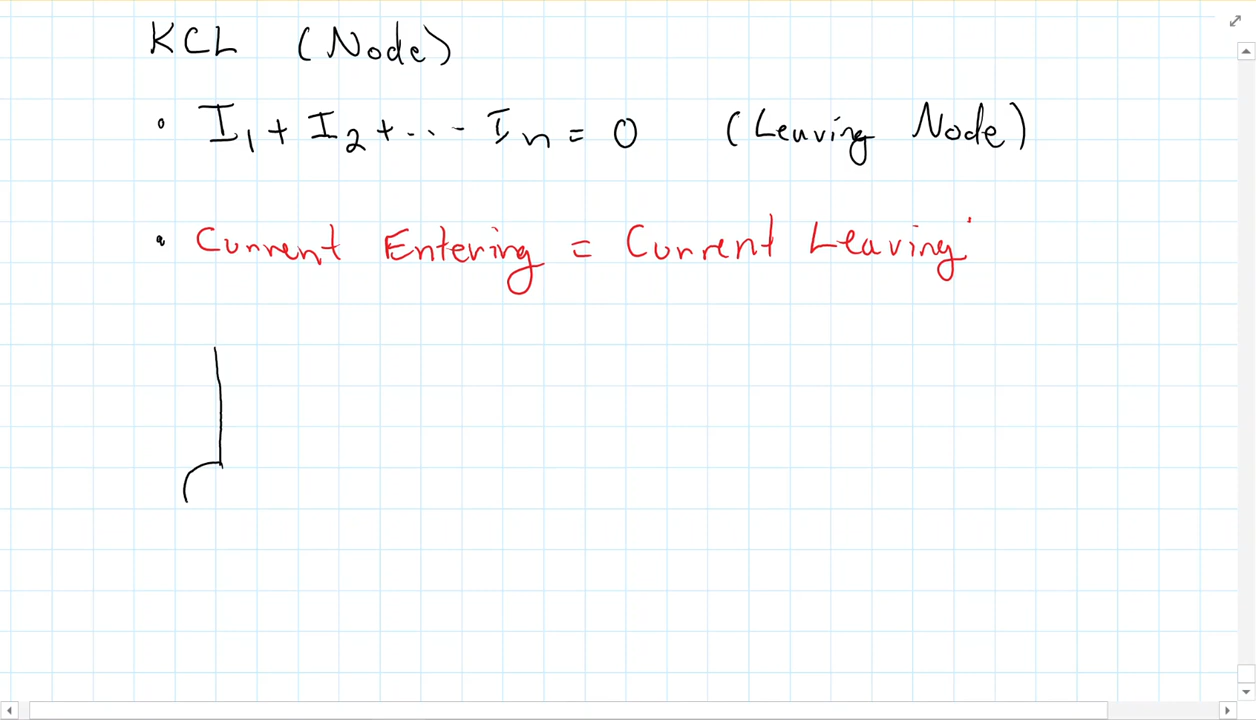 KCL (Node)
• I₁ + I₂ + ... - Iₙ = 0 (Leaving Node)
• Current Entering = Current Leaving